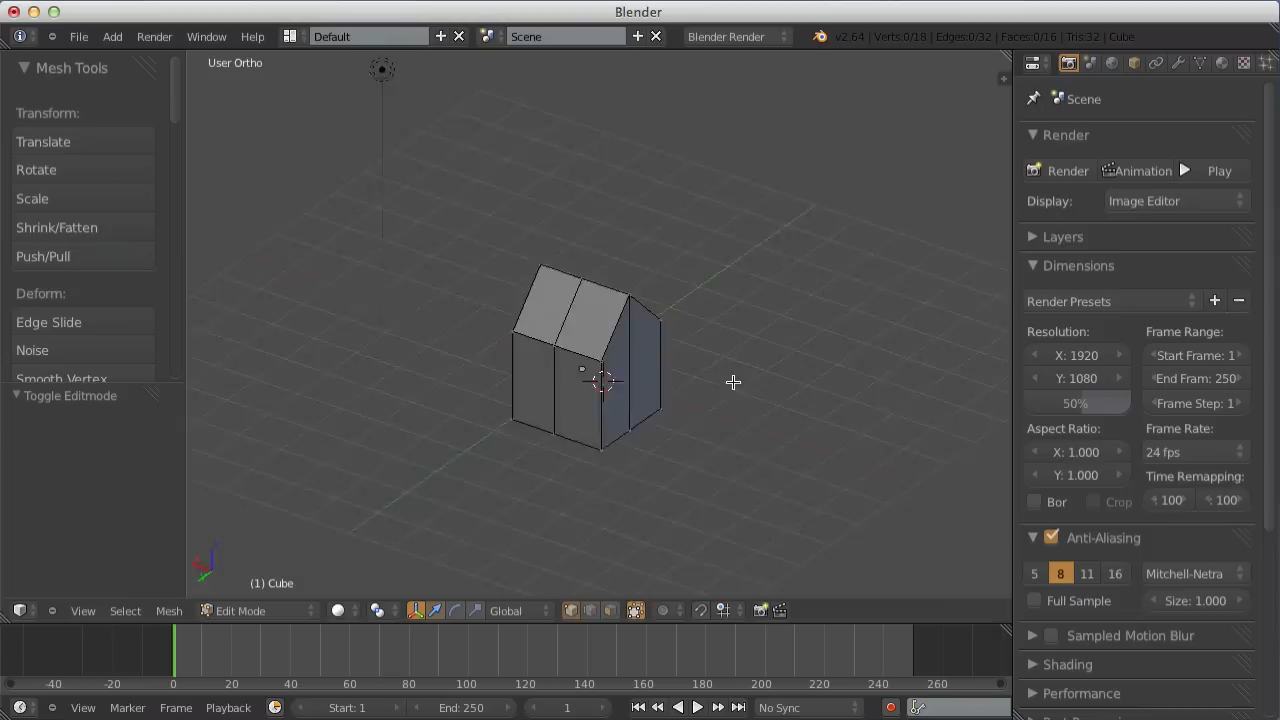 Blender
File Add Render Window Help Default Scene Blender Render v2.64 | Verts:0/18 | Edges:0/32 | Faces:0/16 | Tris:32 | Cube
Mesh Tools
Transform:
Translate
Rotate
Scale
Shrink/Fatten
Push/Pull
Deform:
Edge Slide
Noise
Smooth Vertex
Toggle Editmode
User Ortho
(1) Cube
View Select Mesh Edit Mode Global
Scene
Render
Render Animation Play
Display: Image Editor
Layers
Dimensions
Render Presets
Resolution: Frame Range:
X: 1920 Start Frame: 1
Y: 1080 End Fram: 250
50% Frame Step: 1
Aspect Ratio: Frame Rate:
X: 1.000 24 fps
Y: 1.000 Time Remapping:
Bor Crop 100 : 100
Anti-Aliasing
5 8 11 16 Mitchell-Netra
Full Sample Size: 1.000
Sampled Motion Blur
Shading
Performance
-40 -20 0 20 40 60 80 100 120 140 160 180 200 220 240 260
View Marker Frame Playback Start: 1 End: 250 1 No Sync